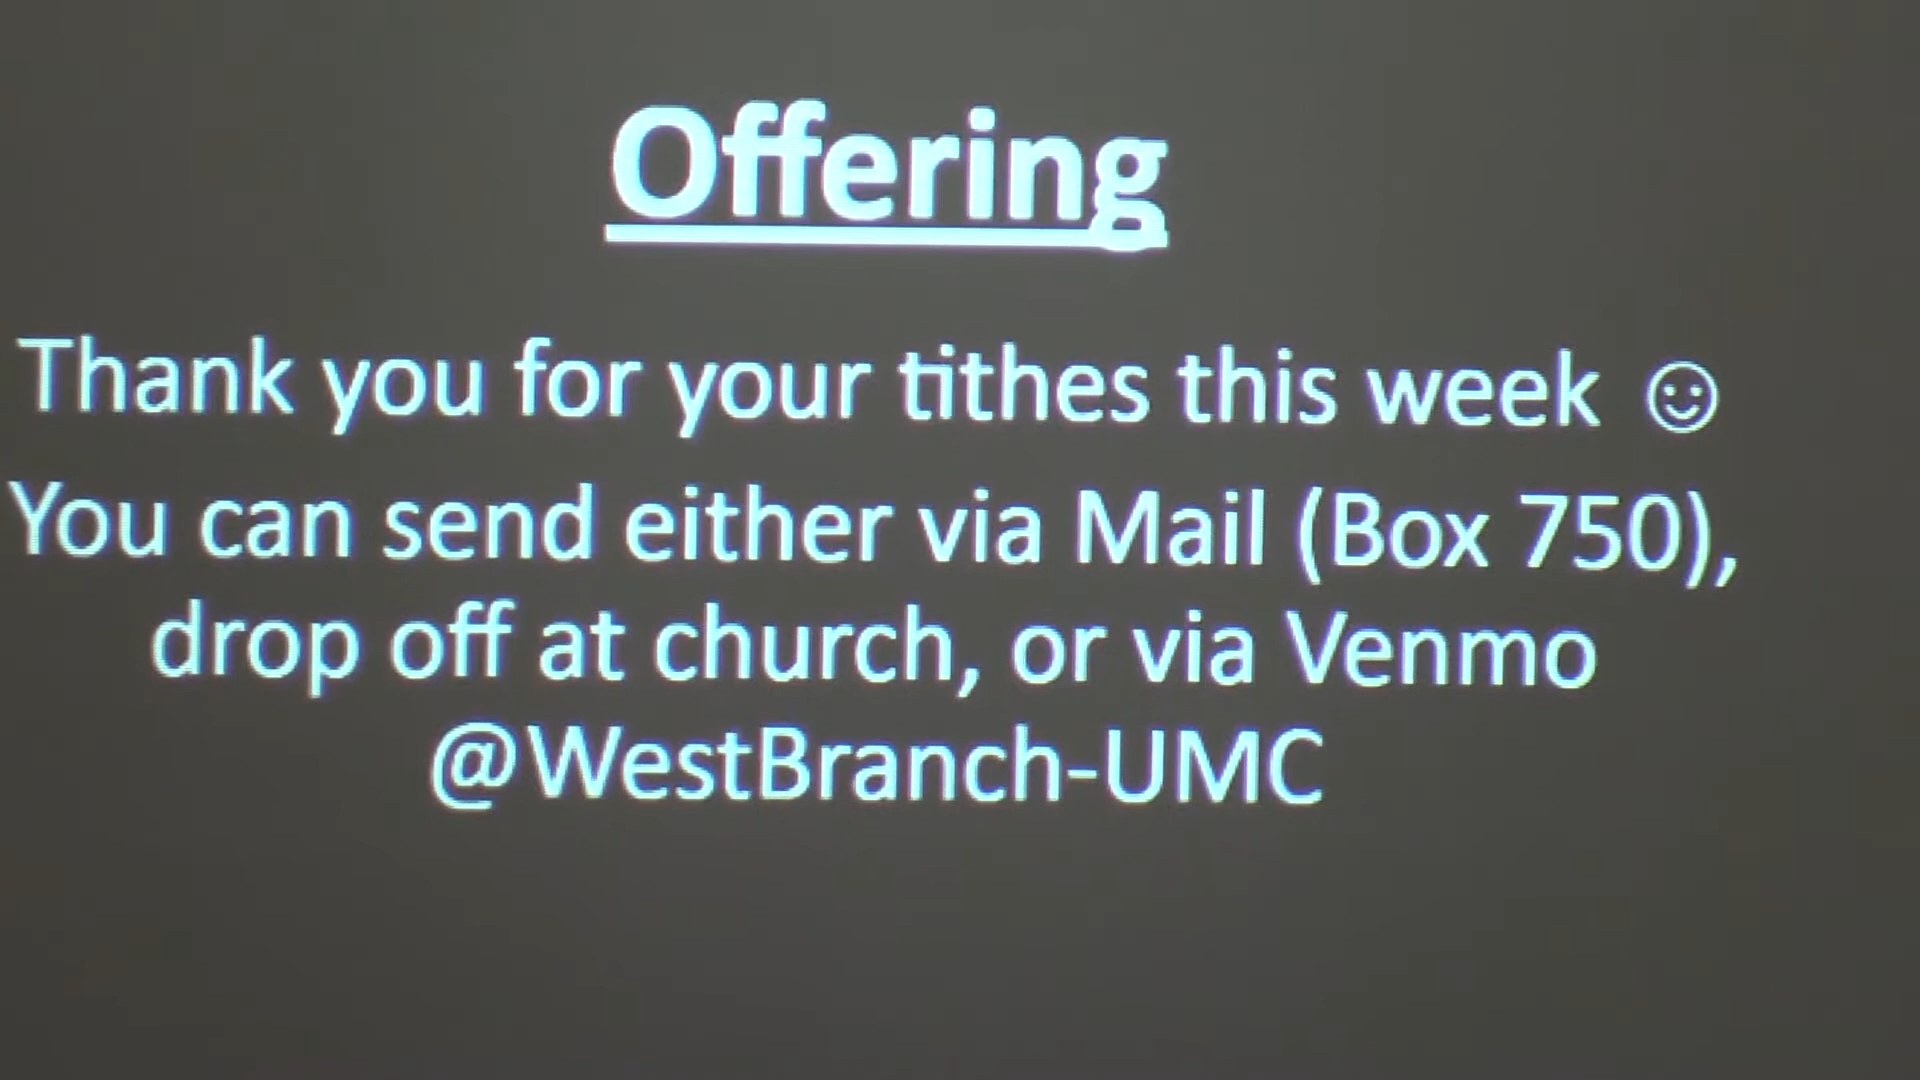 Offering
Thank you for your tithes this week ☺
You can send either via Mail (Box 750),
drop off at church, or via Venmo
@WestBranch-UMC